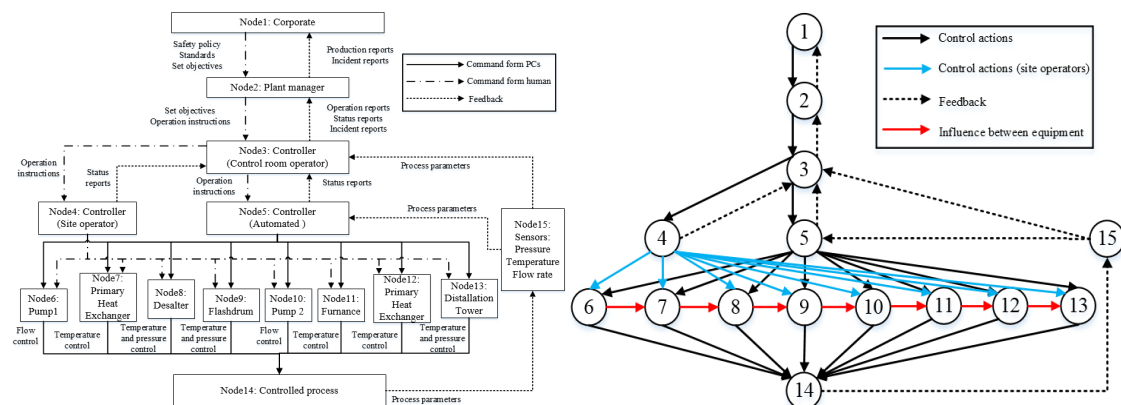 Node1: Corporate
Safety policy
Standards
Set objectives
Production reports
Incident reports
Node2: Plant manager
Set objectives
Operation instructions
Operation reports
Status reports
Incident reports
Command form PCs
Command form human
Feedback
Node3: Controller
(Control room operator)
Operation
instructions
Status
reports
Operation
instructions
Status reports
Process parameters
Node4: Controller
(Site operator)
Node5: Controller
(Automated )
Process parameters
Node15:
Sensors:
Pressure
Temperature
Flow rate
Node6:
Pump1
Node7:
Primary
Heat
Exchanger
Node8:
Desalter
Node9:
Flashdrum
Node10:
Pump 2
Node11:
Furnance
Node12:
Primary
Heat
Exchanger
Node13:
Distallation
Tower
Flow
control
Temperature
control
Temperature
and pressure
control
Temperature
and pressure
control
Flow
control
Temperature
control
Temperature
control
Temperature
and pressure
control
Node14: Controlled process
Process parameters
1
2
3
4
5
15
6
7
8
9
10
11
12
13
14
Control actions
Control actions (site operators)
Feedback
Influence between equipment